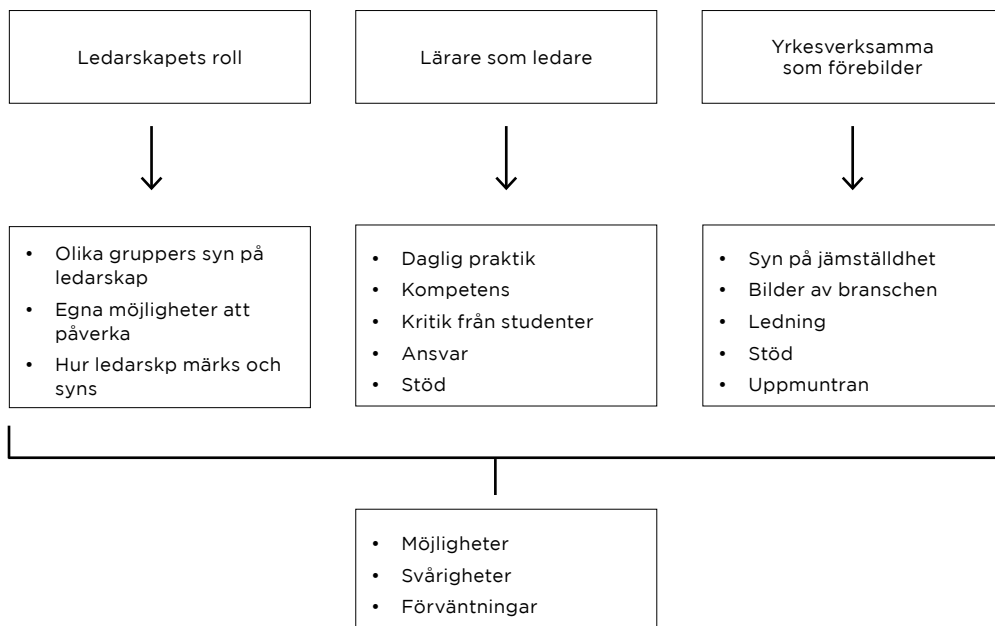 Ledarskapets roll
Lärare som ledare
Yrkesverksamma
som förebilder
• Olika gruppers syn på
ledarskap
• Egna möjligheter att
påverka
• Hur ledarskp märks och
syns
• Daglig praktik
• Kompetens
• Kritik från studenter
• Ansvar
• Stöd
• Syn på jämställdhet
• Bilder av branschen
• Ledning
• Stöd
• Uppmuntran
• Möjligheter
• Svårigheter
• Förväntningar